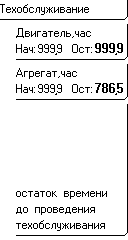 Техобслуживание
Двигатель,час
Нач: 999,9 Ост: 999,9
Агрегат,час
Нач: 999,9 Ост: 786,5
остаток времени
до проведения
техобслуживания